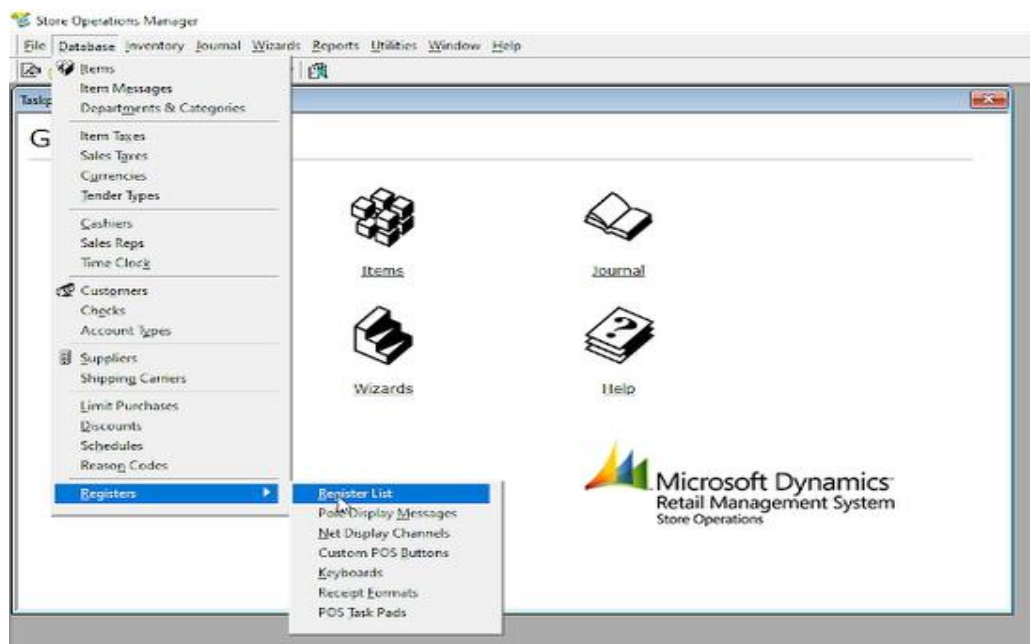 Store Operations Manager
File Database Inventory Journal Wizards Reports Utilities Window Help
Items
Item Messages
Departments & Categories
Item Taxes
Sales Taxes
Currencies
Tender Types
Cashiers
Sales Reps
Time Clock
Customers
Checks
Account Types
Suppliers
Shipping Carriers
Limit Purchases
Discounts
Schedules
Reason Codes
Registers
Register List
Pole Display Messages
Net Display Channels
Custom POS Buttons
Keyboards
Receipt Formats
POS Task Pads
Taskp
G
Items
Journal
Wizards
Help
Microsoft Dynamics
Retail Management System
Store Operations